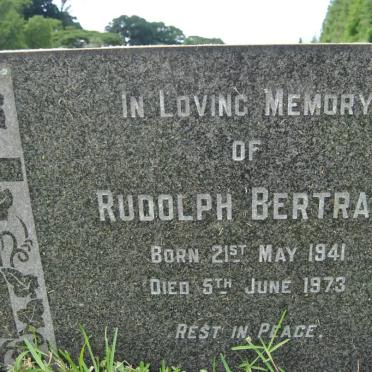 IN LOVING MEMORY
OF
RUDOLPH BERTRA
BORN 21ST MAY 1941
DIED 5TH JUNE 1973
REST IN PEACE.